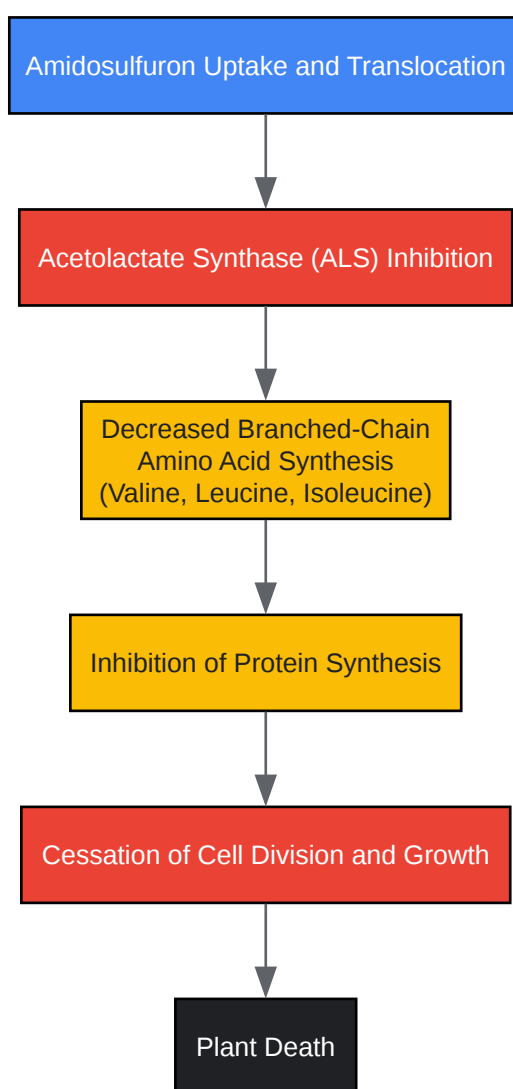 Amidosulfuron Uptake and Translocation
Acetolactate Synthase (ALS) Inhibition
Decreased Branched-Chain
Amino Acid Synthesis
(Valine, Leucine, Isoleucine)
Inhibition of Protein Synthesis
Cessation of Cell Division and Growth
Plant Death